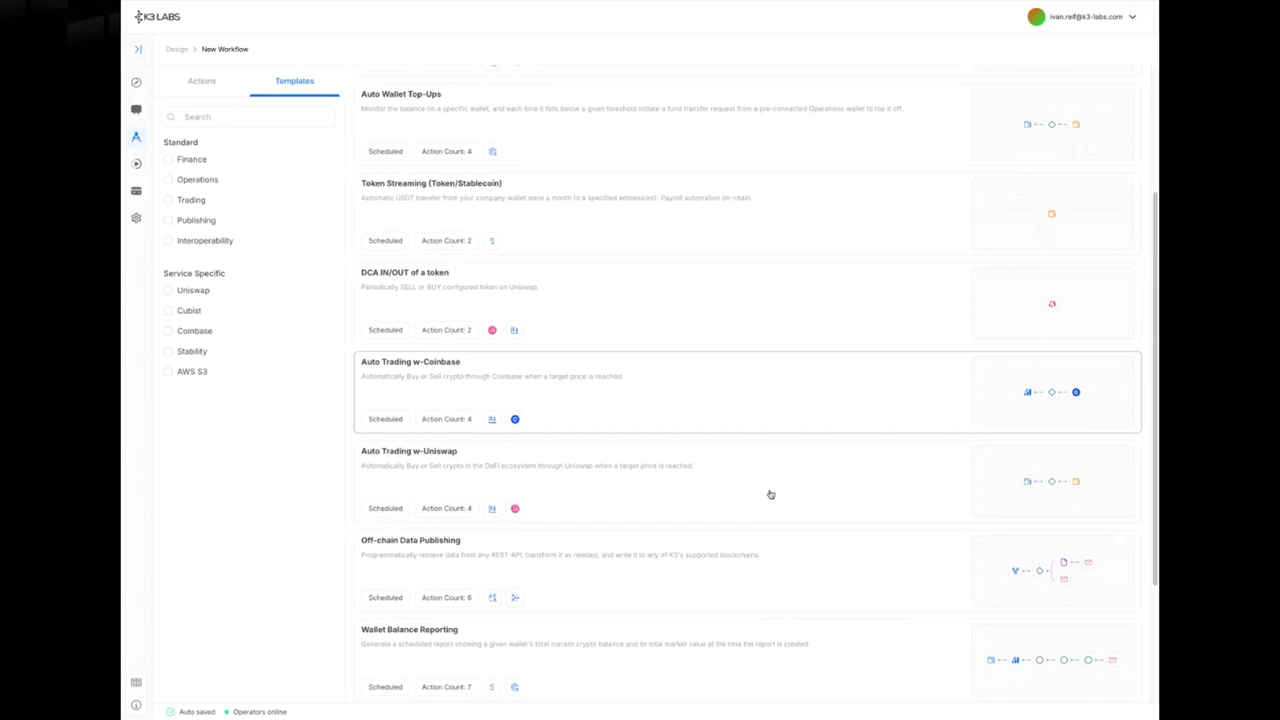 K3 LABS
ivan.reif@k3-labs.com
Design > New Workflow
Actions
Templates
Search
Standard
Finance
Operations
Trading
Publishing
Interoperability
Service Specific
Uniswap
Cubist
Coinbase
Stability
AWS S3
Auto Wallet Top-Ups
Monitor the balance on a specific wallet, and each time it falls below a given threshold initiate a fund transfer request from a pre-connected Operations wallet to top it off.
Scheduled
Action Count: 4
Token Streaming (Token/Stablecoin)
Automatic USDT transfer from your company wallet once a month to a specified address(as). Payroll automation on-chain.
Scheduled
Action Count: 2
DCA IN/OUT of a token
Periodically SELL or BUY configured token on Uniswap.
Scheduled
Action Count: 2
Auto Trading w-Coinbase
Automatically Buy or Sell crypto through Coinbase when a target price is reached.
Scheduled
Action Count: 4
Auto Trading w-Uniswap
Automatically Buy or Sell crypto in the DeFi ecosystem through Uniswap when a target price is reached.
Scheduled
Action Count: 4
Off-chain Data Publishing
Programmatically retrieve data from any REST-API, transform it as needed, and write it to any of K3's supported blockchains.
Scheduled
Action Count: 6
Wallet Balance Reporting
Generate a scheduled report showing a given wallet's total current crypto balance and its total market value at the time the report is created.
Scheduled
Action Count: 7
Auto saved
Operators online